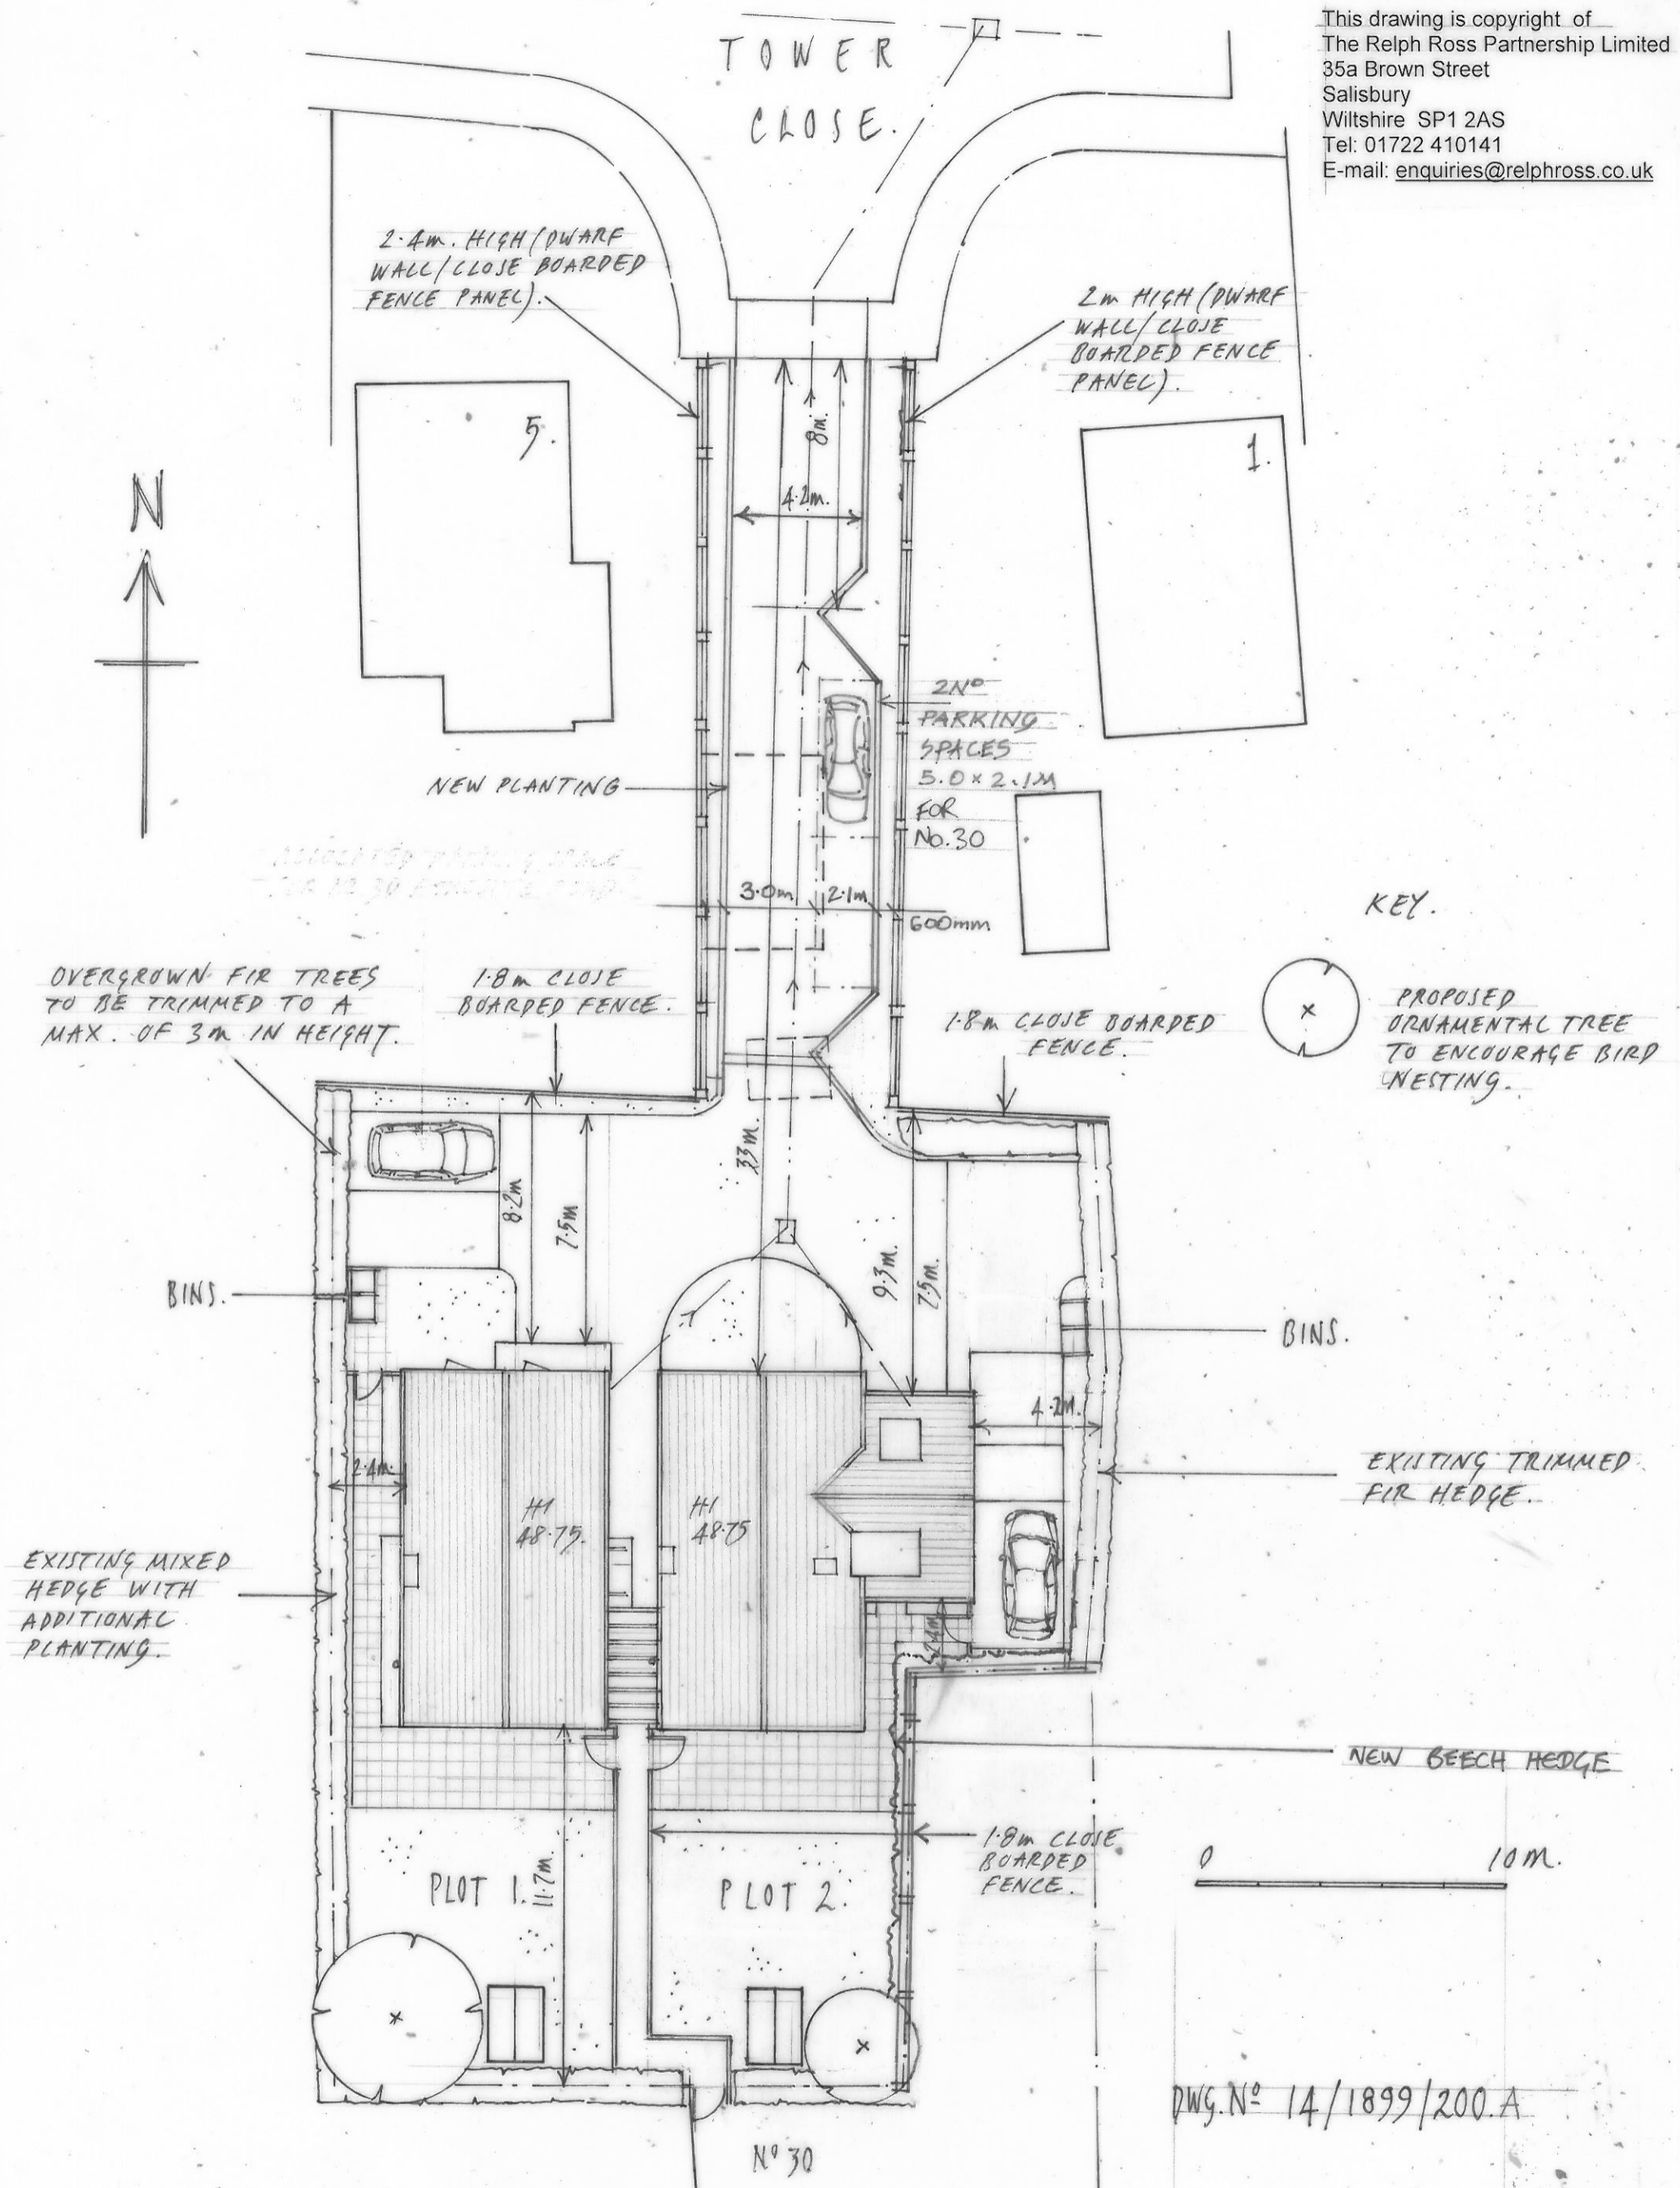 This drawing is copyright of
The Relph Ross Partnership Limited
35a Brown Street
Salisbury
Wiltshire SP1 2AS
Tel: 01722 410141
E-mail: enquiries@relphross.co.uk
TOWER
CLOSE.
2.4m. HIGH (DWARF
WALL/CLOSE BOARDED
FENCE PANEL).
2m HIGH (DWARF
WALL/CLOSE
BOARDED FENCE
PANEL).
5.
1.
N
8m.
4.2m.
2Nº
PARKING
SPACES
5.0 x 2.1M
FOR
No.30
NEW PLANTING
3.0m
2.1m
600mm
KEY.
PROPOSED
ORNAMENTAL TREE
TO ENCOURAGE BIRD
NESTING.
OVERGROWN FIR TREES
TO BE TRIMMED TO A
MAX. OF 3m IN HEIGHT.
1.8m CLOSE
BOARDED FENCE.
1.8m CLOSE BOARDED
FENCE.
33m.
8.2m
7.5m
9.3m.
7.5m.
BINS.
BINS.
4.2m.
2.4m.
EXISTING TRIMMED
FIR HEDGE.
H1
48.75.
H1
48.75
EXISTING MIXED
HEDGE WITH
ADDITIONAL
PLANTING.
2.4m
NEW BEECH HEDGE
1.8m CLOSE
BOARDED
FENCE.
0 10m.
PLOT 1.
11.7m.
PLOT 2.
DWG. Nº 14/1899/200.A
Nº 30